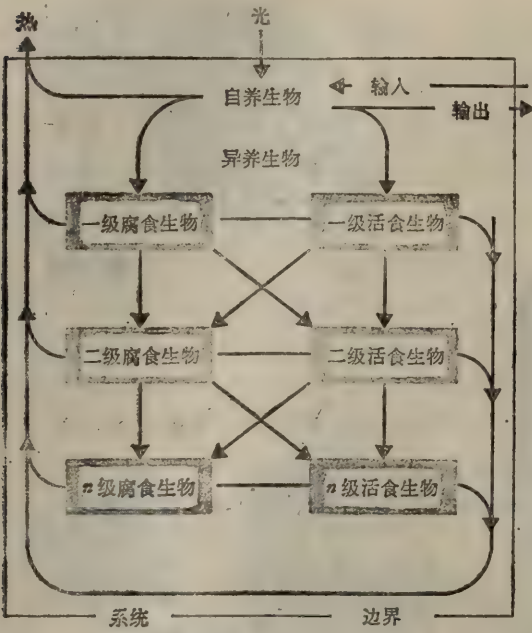 热 光
自养生物 输入
输出
异养生物
一级腐食生物 一级活食生物
二级腐食生物 二级活食生物
n级腐食生物 n级活食生物
系统 边界